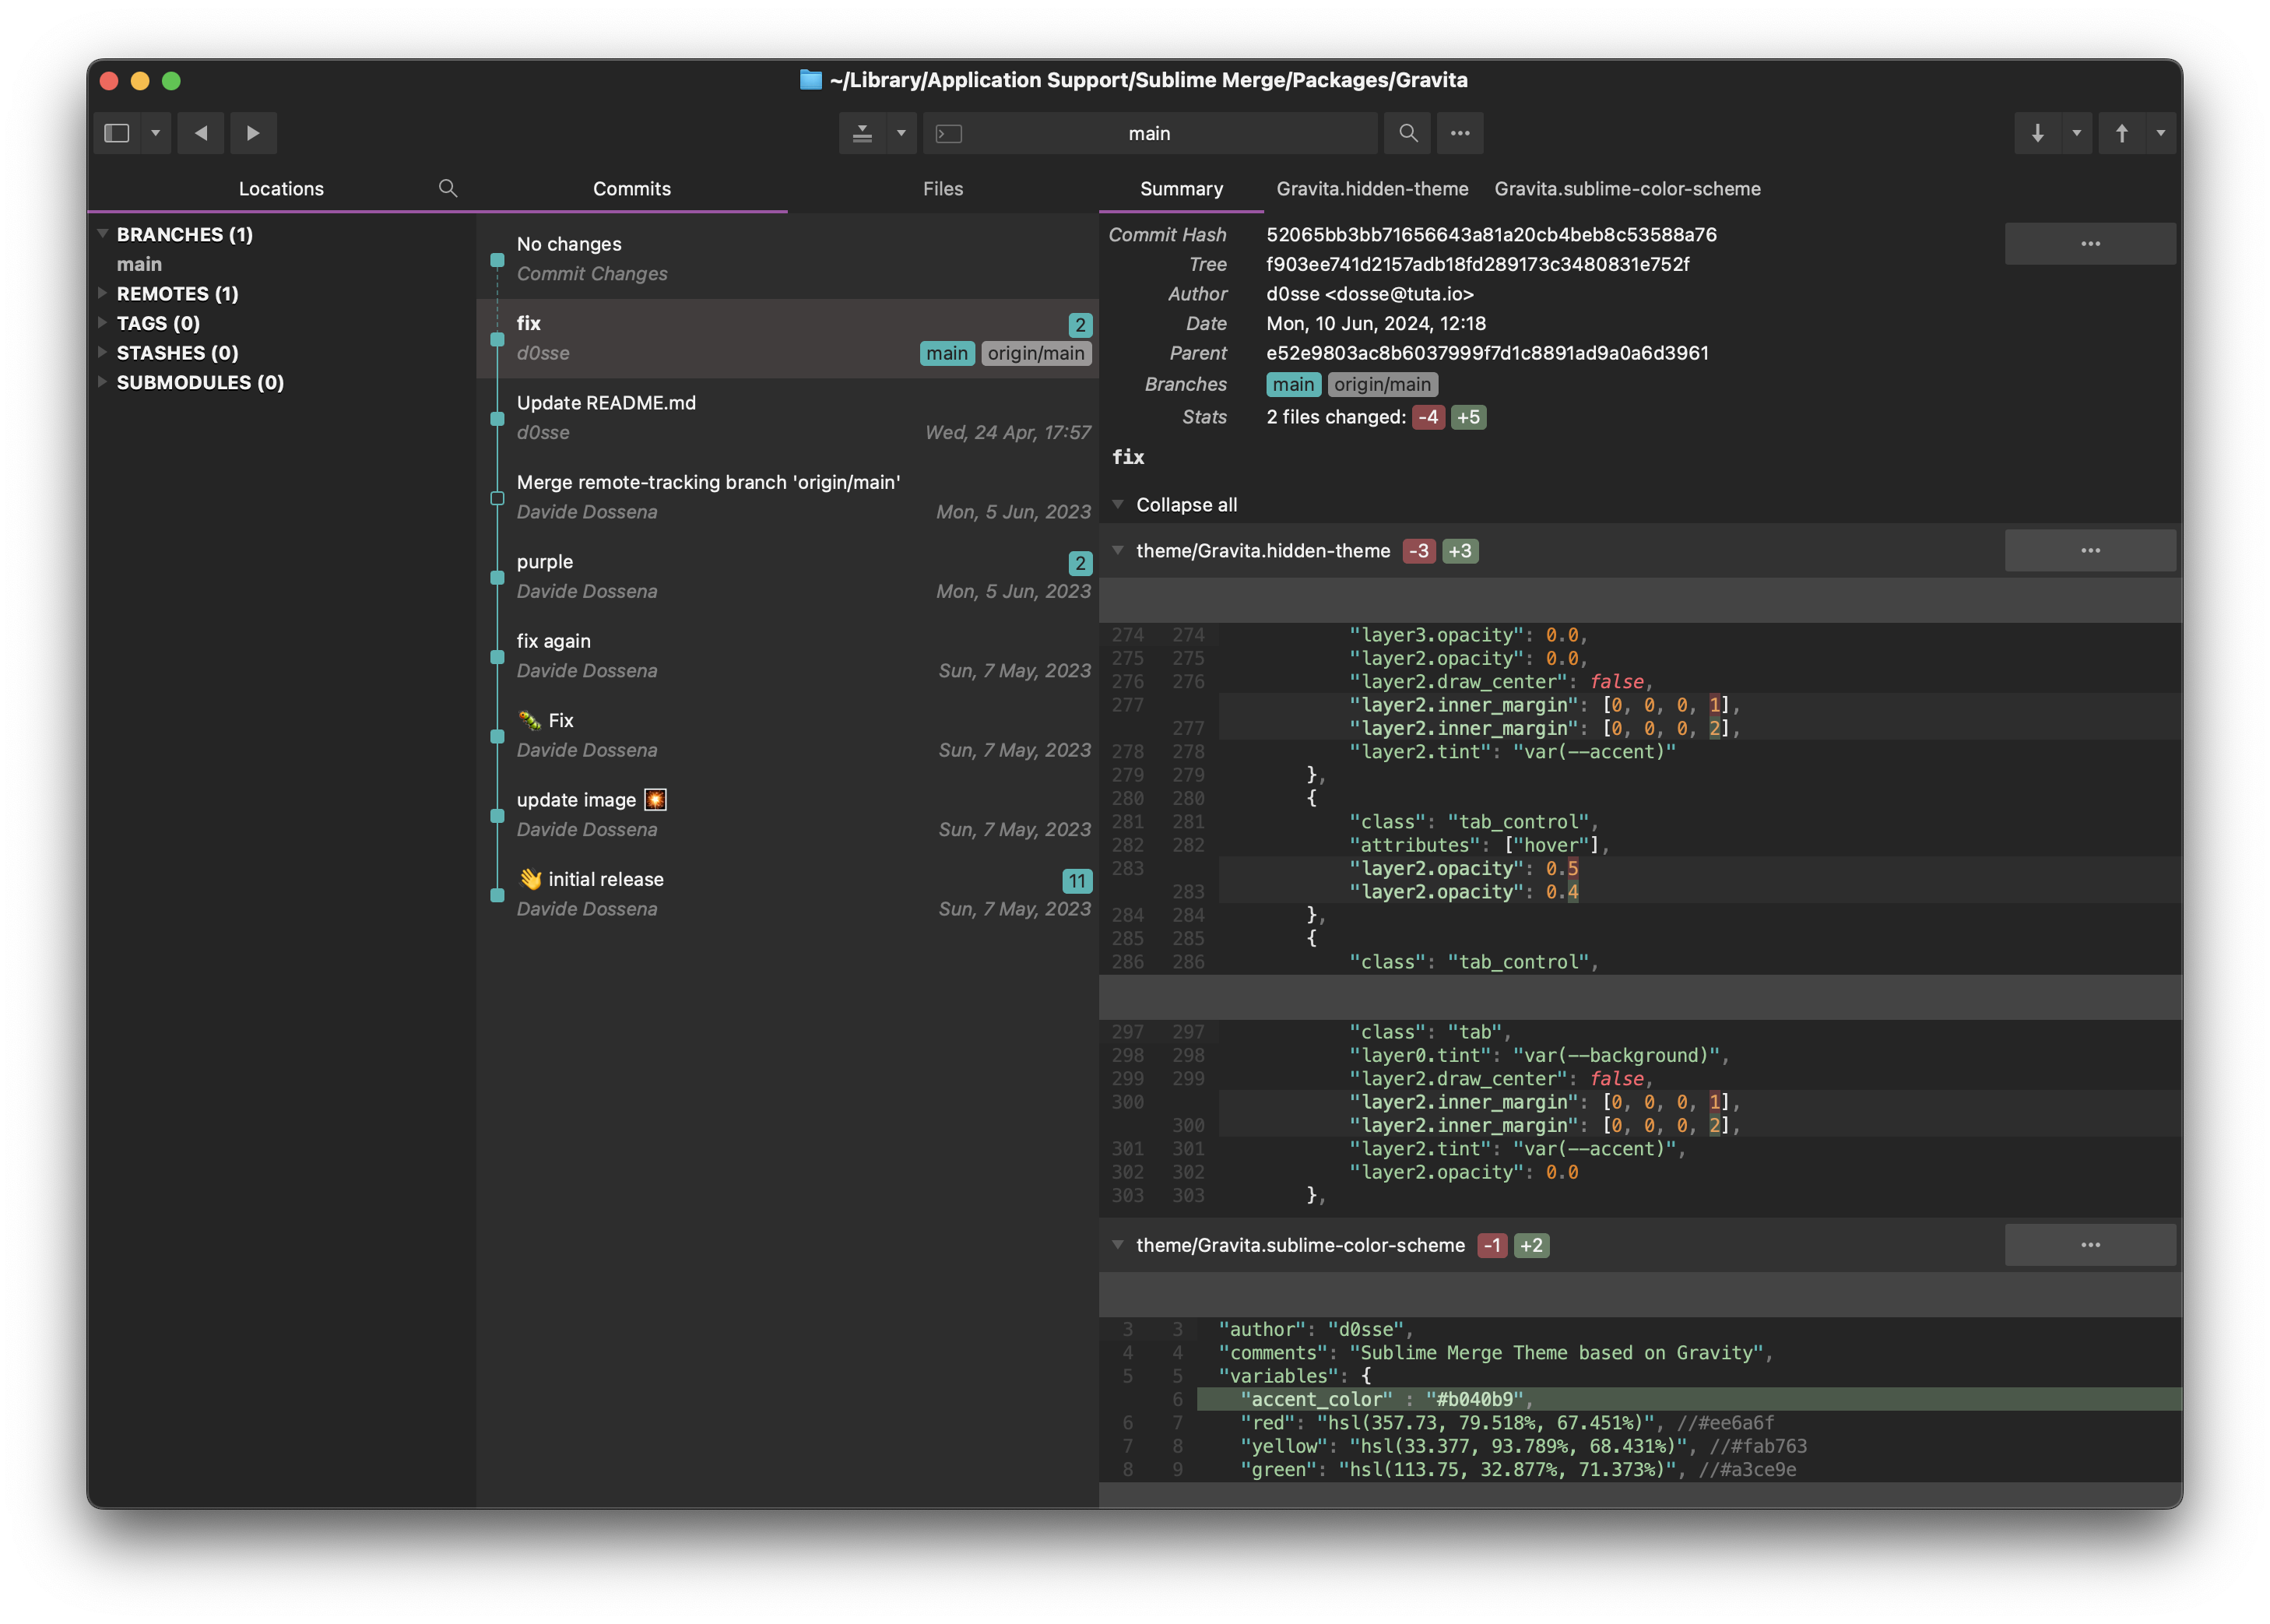 ~/Library/Application Support/Sublime Merge/Packages/Gravita
main
Locations
Commits
Files
Summary
Gravita.hidden-theme
Gravita.sublime-color-scheme
BRANCHES (1)
main
REMOTES (1)
TAGS (0)
STASHES (0)
SUBMODULES (0)
No changes
Commit Changes
fix 2
d0sse main origin/main
Update README.md
d0sse Wed, 24 Apr, 17:57
Merge remote-tracking branch 'origin/main'
Davide Dossena Mon, 5 Jun, 2023
purple 2
Davide Dossena Mon, 5 Jun, 2023
fix again
Davide Dossena Sun, 7 May, 2023
🐛 Fix
Davide Dossena Sun, 7 May, 2023
update image 🎇
Davide Dossena Sun, 7 May, 2023
👋 initial release 11
Davide Dossena Sun, 7 May, 2023
Commit Hash 52065bb3bb71656643a81a20cb4beb8c53588a76
Tree f903ee741d2157adb18fd289173c3480831e752f
Author d0sse <dosse@tuta.io>
Date Mon, 10 Jun, 2024, 12:18
Parent e52e9803ac8b6037999f7d1c8891ad9a0a6d3961
Branches main origin/main
Stats 2 files changed: -4 +5
fix
Collapse all
theme/Gravita.hidden-theme -3 +3
274 274 "layer3.opacity": 0.0,
275 275 "layer2.opacity": 0.0,
276 276 "layer2.draw_center": false,
277 "layer2.inner_margin": [0, 0, 0, 1],
277 "layer2.inner_margin": [0, 0, 0, 2],
278 278 "layer2.tint": "var(--accent)"
279 279 },
280 280 {
281 281 "class": "tab_control",
282 282 "attributes": ["hover"],
283 "layer2.opacity": 0.5
283 "layer2.opacity": 0.4
284 284 },
285 285 {
286 286 "class": "tab_control",
297 297 "class": "tab",
298 298 "layer0.tint": "var(--background)",
299 299 "layer2.draw_center": false,
300 "layer2.inner_margin": [0, 0, 0, 1],
300 "layer2.inner_margin": [0, 0, 0, 2],
301 301 "layer2.tint": "var(--accent)",
302 302 "layer2.opacity": 0.0
303 303 },
theme/Gravita.sublime-color-scheme -1 +2
3 3 "author": "d0sse",
4 4 "comments": "Sublime Merge Theme based on Gravity",
5 5 "variables": {
6 "accent_color" : "#b040b9",
6 7 "red": "hsl(357.73, 79.518%, 67.451%)", //#ee6a6f
7 8 "yellow": "hsl(33.377, 93.789%, 68.431%)", //#fab763
8 9 "green": "hsl(113.75, 32.877%, 71.373%)", //#a3ce9e